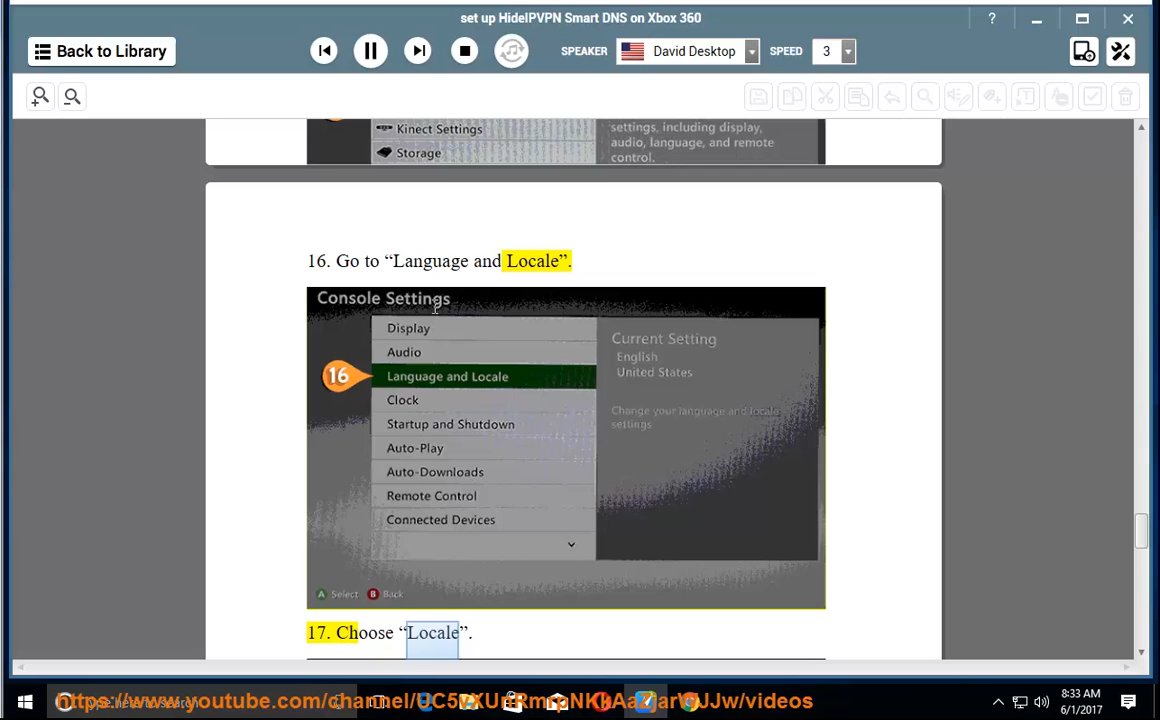 set up HideIPVPN Smart DNS on Xbox 360
?
Back to Library
SPEAKER
David Desktop
SPEED
3
Kinect Settings
Storage
settings, including display,
audio, language, and remote
control.
16. Go to “Language and Locale”.
Console Settings
Display
Audio
16
Language and Locale
Clock
Startup and Shutdown
Auto-Play
Auto-Downloads
Remote Control
Connected Devices
Current Setting
English
United States
Change your language and locale
settings
A Select B Back
17. Choose “Locale”.
8:33 AM
6/1/2017